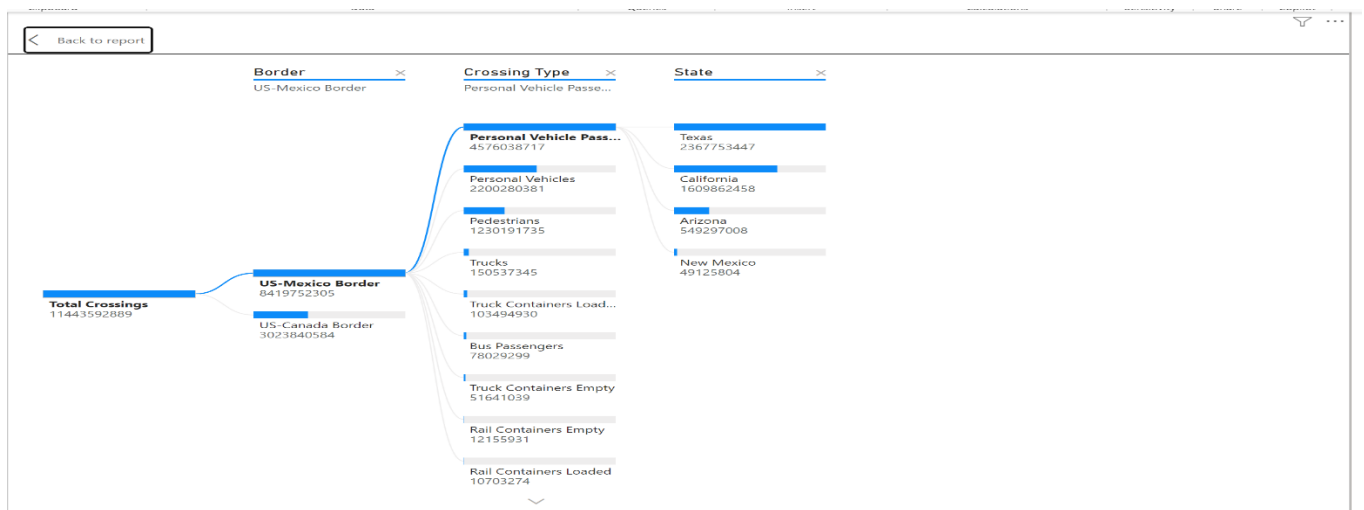 Back to report
Border
US-Mexico Border
Crossing Type
Personal Vehicle Passe...
State
Total Crossings
11443592889
US-Mexico Border
8419752305
US-Canada Border
3023840584
Personal Vehicle Pass...
4576038717
Personal Vehicles
2200280381
Pedestrians
1230191735
Trucks
150537345
Truck Containers Load...
103494930
Bus Passengers
78029299
Truck Containers Empty
51641039
Rail Containers Empty
12155931
Rail Containers Loaded
10703274
Texas
2367753447
California
1609862458
Arizona
549297008
New Mexico
49125804